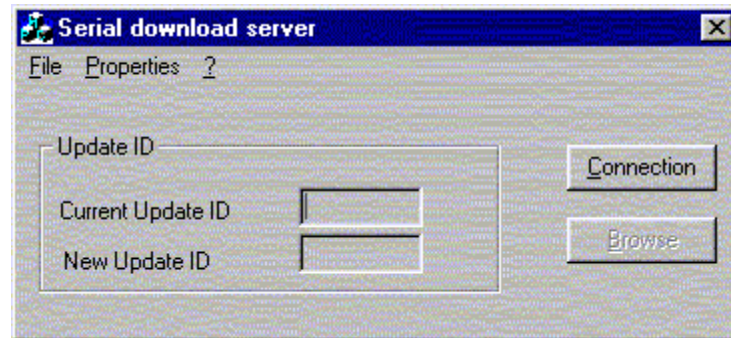 Serial download server
File Properties ?
Update ID
Connection
Current Update ID
Browse
New Update ID